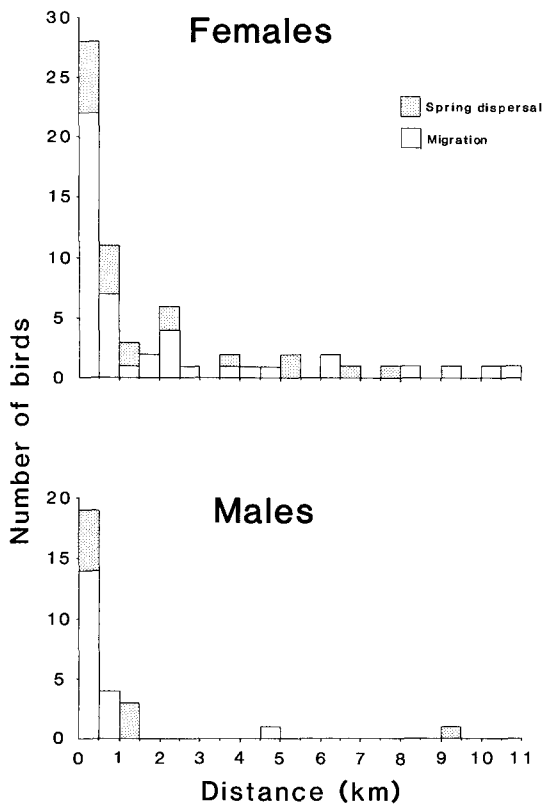 Females
30
25
20
15
10
5
0
Spring dispersal
Migration
Number of birds
Males
20
15
10
5
0
0 1 2 3 4 5 6 7 8 9 10 11
Distance (km)